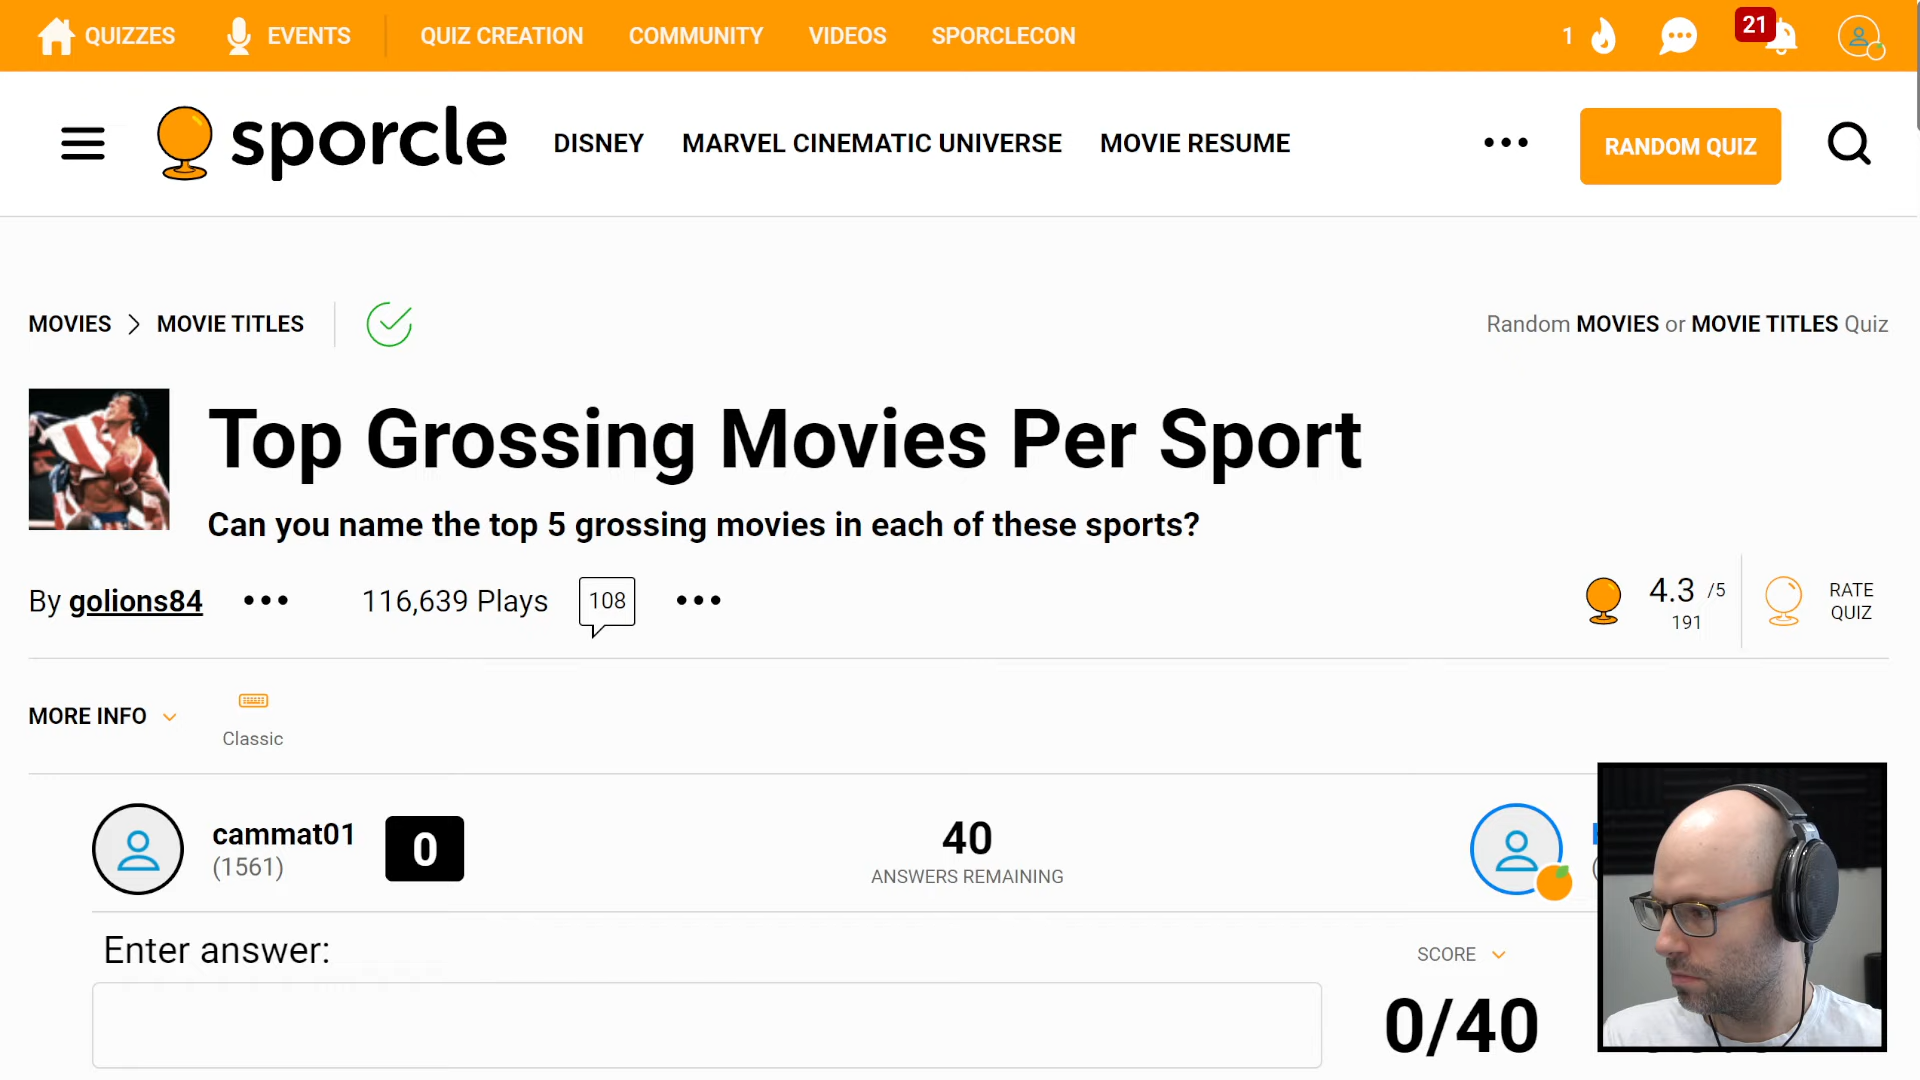 QUIZZES EVENTS QUIZ CREATION COMMUNITY VIDEOS SPORCLECON 1 21
sporcle DISNEY MARVEL CINEMATIC UNIVERSE MOVIE RESUME RANDOM QUIZ
MOVIES MOVIE TITLES Random MOVIES or MOVIE TITLES Quiz
Top Grossing Movies Per Sport
Can you name the top 5 grossing movies in each of these sports?
By golions84 116,639 Plays 108 4.3 /5 RATE
191 QUIZ
MORE INFO
Classic
cammat01 0 40
(1561) ANSWERS REMAINING
Enter answer: SCORE
0/40